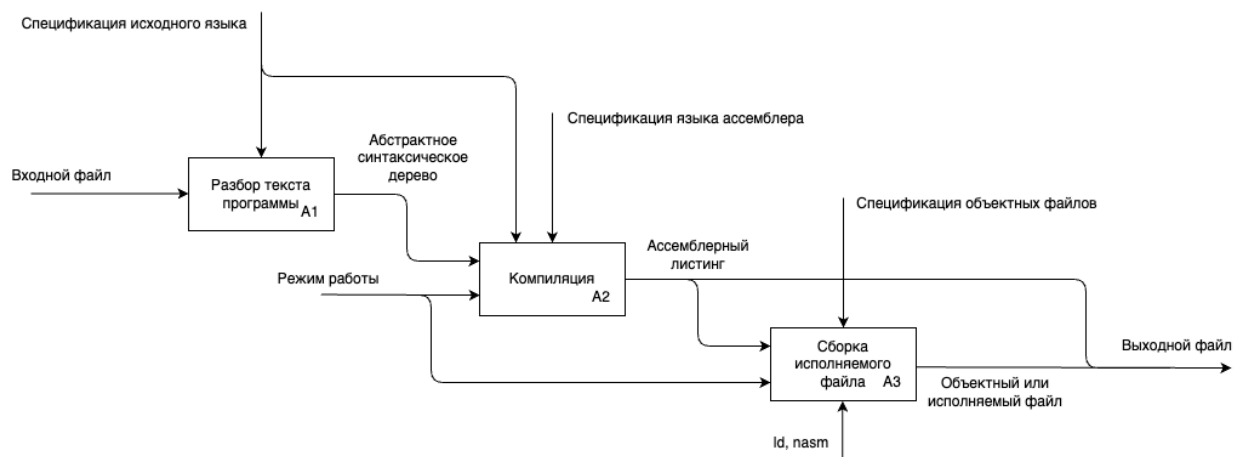 Спецификация исходного языка
Спецификация языка ассемблера
Абстрактное
синтаксическое
дерево
Входной файл
Разбор текста
программы
A1
Спецификация объектных файлов
Ассемблерный
листинг
Режим работы
Компиляция
A2
Сборка
исполняемого
файла
A3
Выходной файл
Объектный или
исполняемый файл
ld, nasm